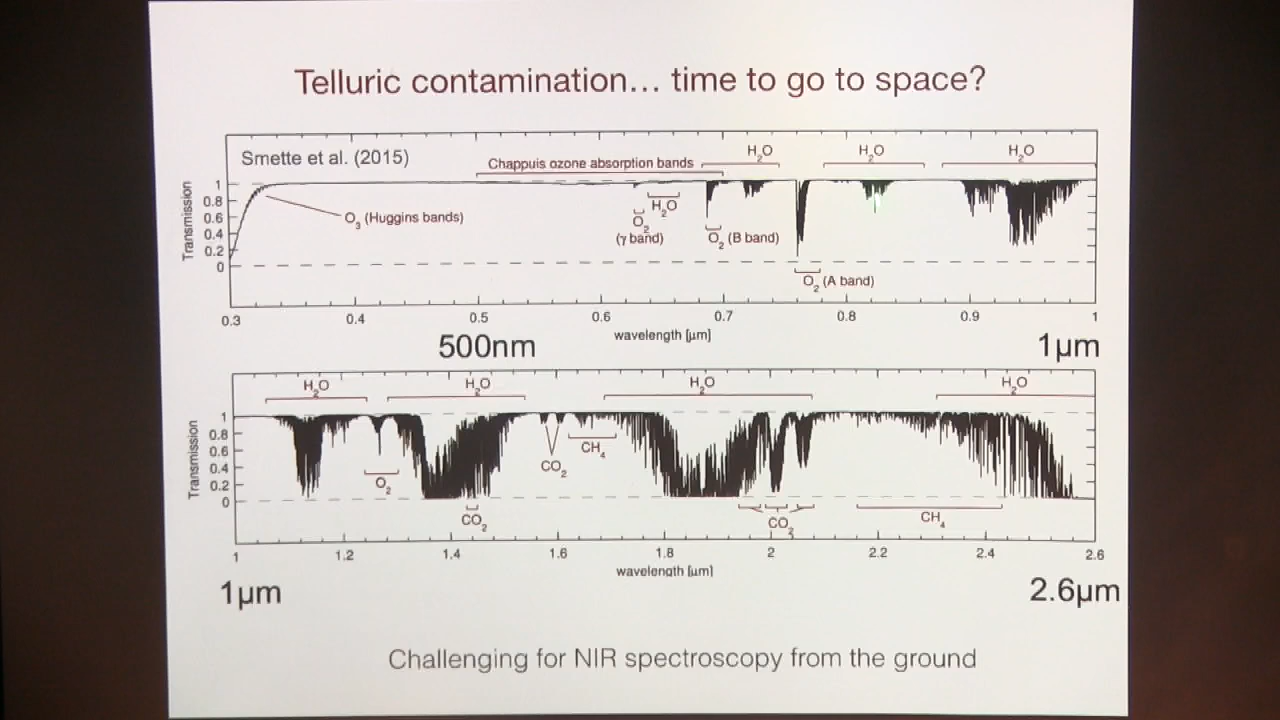 Telluric contamination... time to go to space?
Smette et al. (2015)
Chappuis ozone absorption bands
H₂O
H₂O
H₂O
Transmission
1
0.8
0.6
0.4
0.2
0
O₃ (Huggins bands)
H₂O
O₂
(γ band)
O₂ (B band)
O₂ (A band)
0.3
0.4
0.5
0.6
0.7
0.8
0.9
1
wavelength [μm]
500nm
1μm
H₂O
H₂O
H₂O
H₂O
Transmission
1
0.8
0.6
0.4
0.2
0
O₂
CO₂
CH₄
CO₂
CO₂
CH₄
1
1.2
1.4
1.6
1.8
2
2.2
2.4
2.6
wavelength [μm]
1μm
2.6μm
Challenging for NIR spectroscopy from the ground